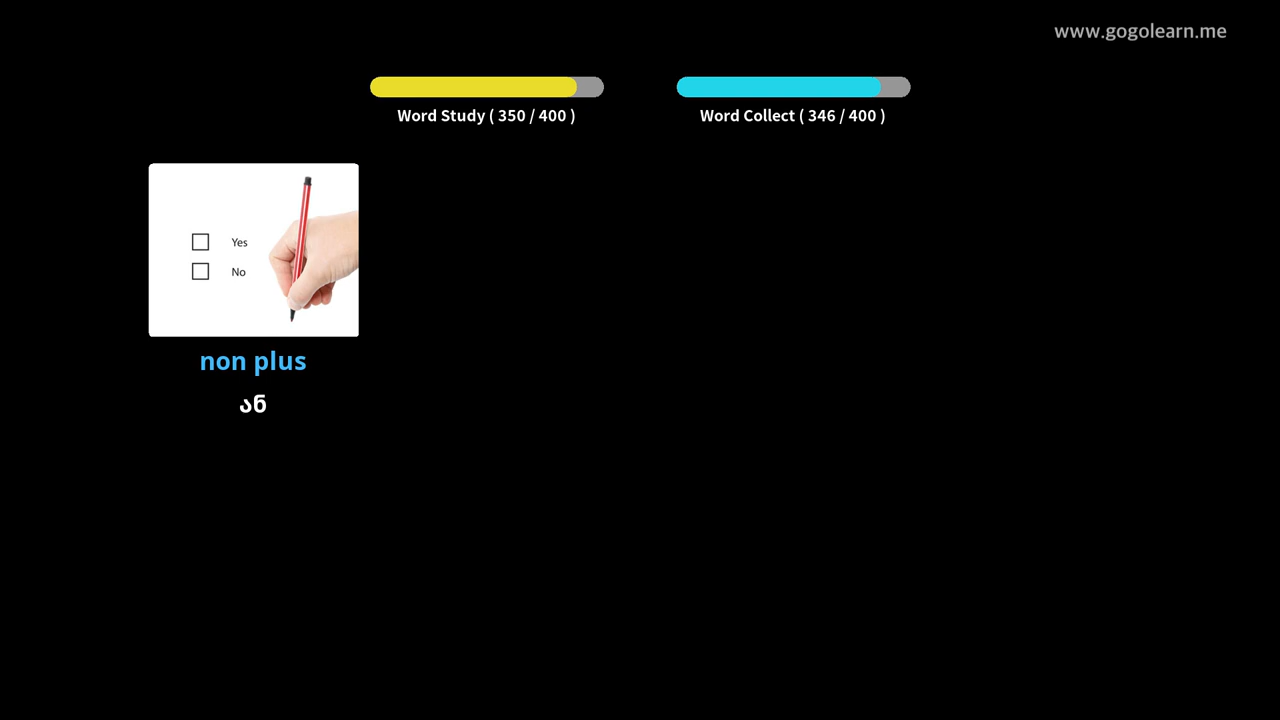 www.gogolearn.me
Word Study ( 350 / 400 )
Word Collect ( 346 / 400 )
Yes
No
non plus
ან